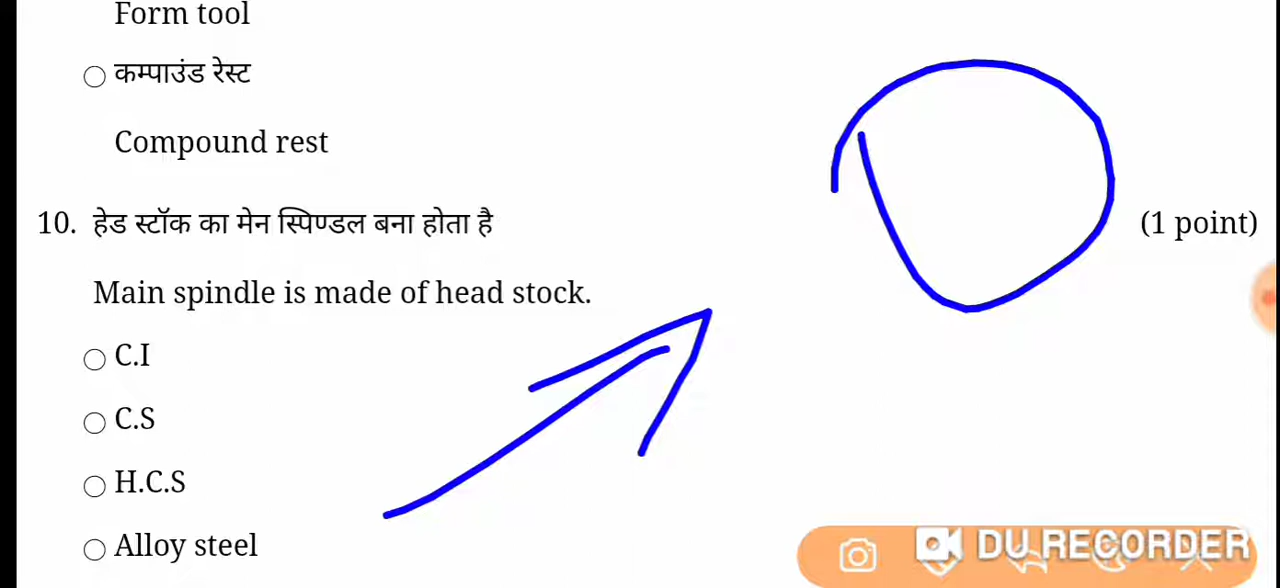 Form tool
कम्पाउंड रेस्ट
Compound rest
10. हेड स्टॉक का मेन स्पिण्डल बना होता है (1 point)
Main spindle is made of head stock.
C.I
C.S
H.C.S
Alloy steel
DU RECORDER